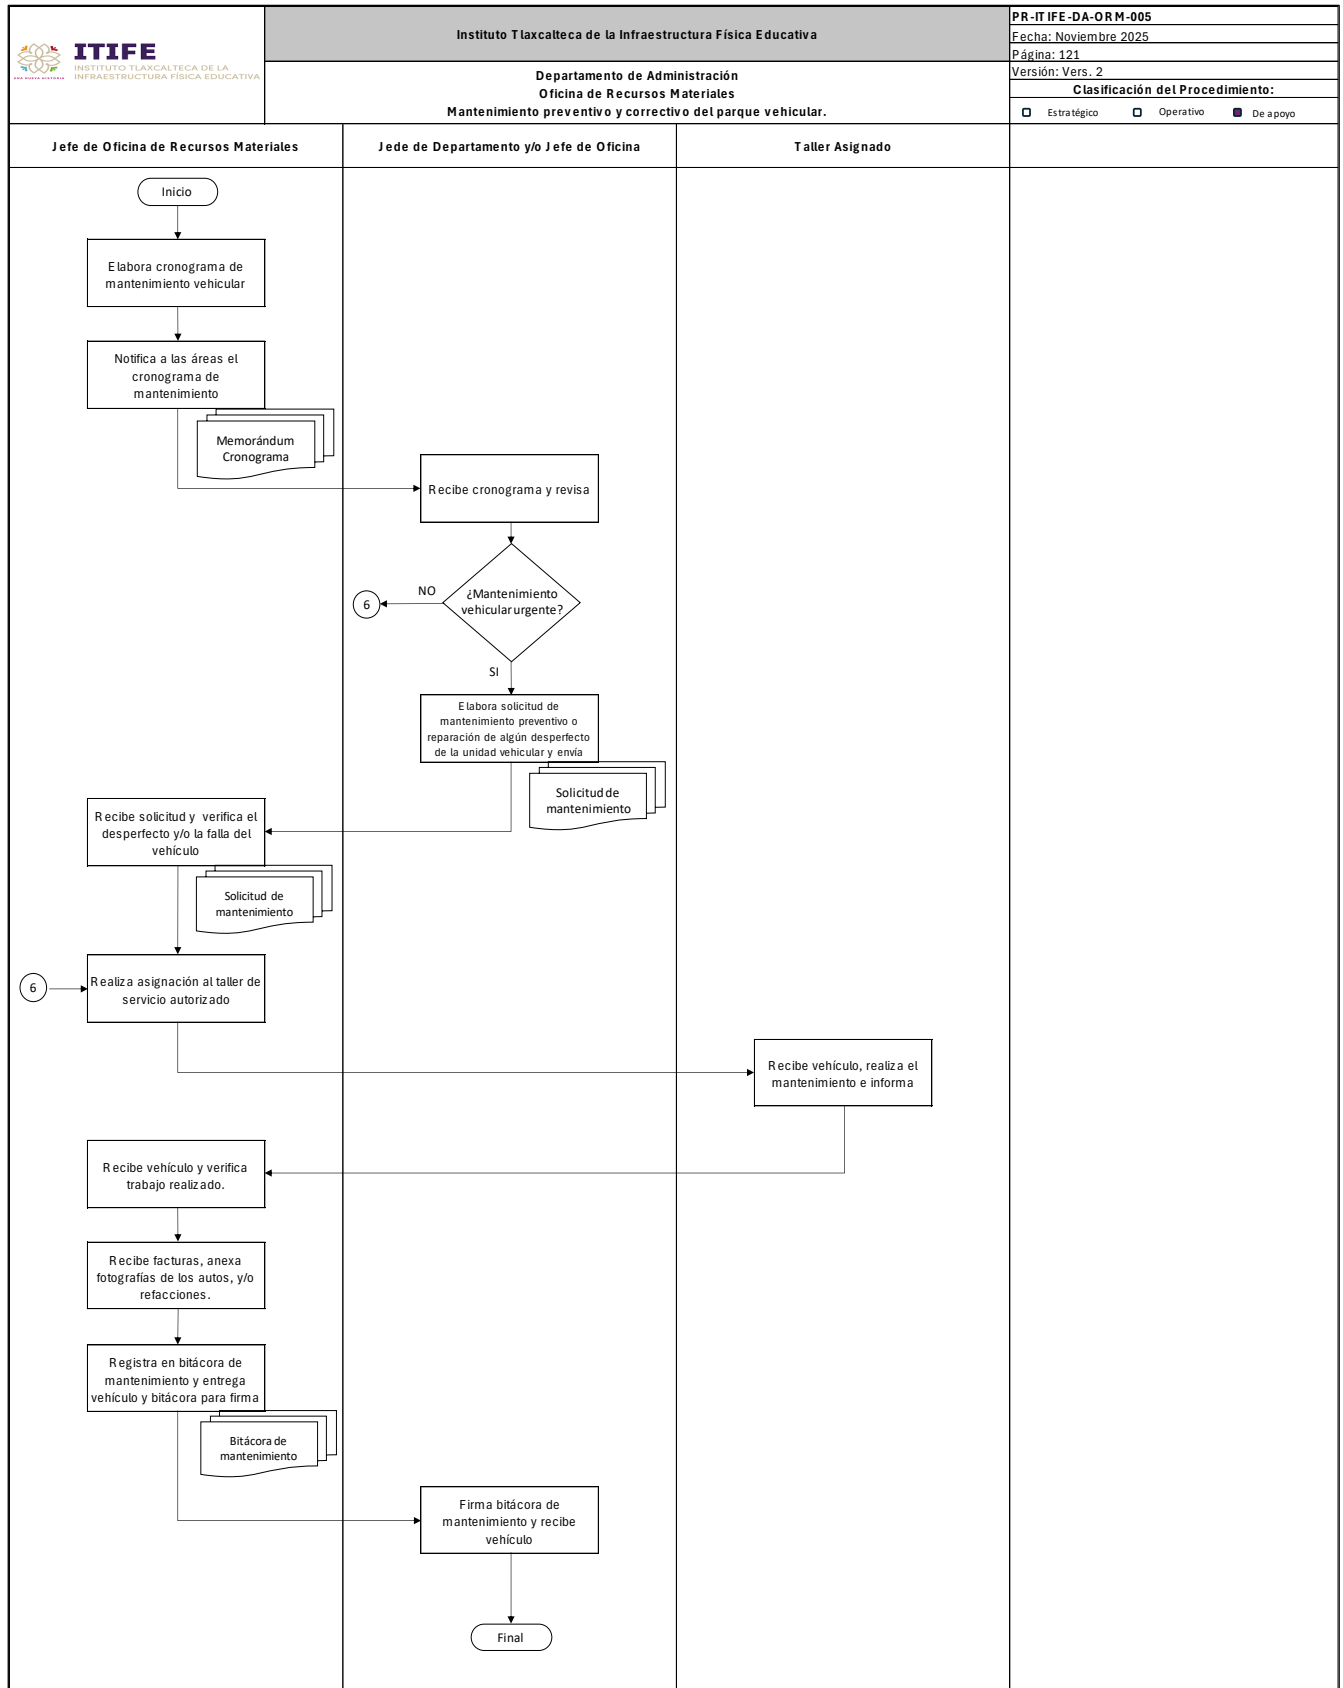 ITIFE
INSTITUTO TLAXCALTECA DE LA
INFRAESTRUCTURA FÍSICA EDUCATIVA
UNA NUEVA HISTORIA
Instituto Tlaxcalteca de la Infraestructura Física Educativa
Departamento de Administración
Oficina de Recursos Materiales
Mantenimiento preventivo y correctivo del parque vehicular.
PR-ITIFE-DA-ORM-005
Fecha: Noviembre 2025
Página: 121
Versión: Vers. 2
Clasificación del Procedimiento:
Estratégico Operativo De apoyo
Jefe de Oficina de Recursos Materiales
Jede de Departamento y/o Jefe de Oficina
Taller Asignado
Inicio
Elabora cronograma de
mantenimiento vehicular
Notifica a las áreas el
cronograma de
mantenimiento
Memorándum
Cronograma
Recibe cronograma y revisa
¿Mantenimiento
vehicular urgente?
NO
6
SI
Elabora solicitud de
mantenimiento preventivo o
reparación de algún desperfecto
de la unidad vehicular y envía
Solicitud de
mantenimiento
Recibe solicitud y verifica el
desperfecto y/o la falla del
vehículo
Solicitud de
mantenimiento
6
Realiza asignación al taller de
servicio autorizado
Recibe vehículo, realiza el
mantenimiento e informa
Recibe vehículo y verifica
trabajo realizado.
Recibe facturas, anexa
fotografías de los autos, y/o
refacciones.
Registra en bitácora de
mantenimiento y entrega
vehículo y bitácora para firma
Bitácora de
mantenimiento
Firma bitácora de
mantenimiento y recibe
vehículo
Final